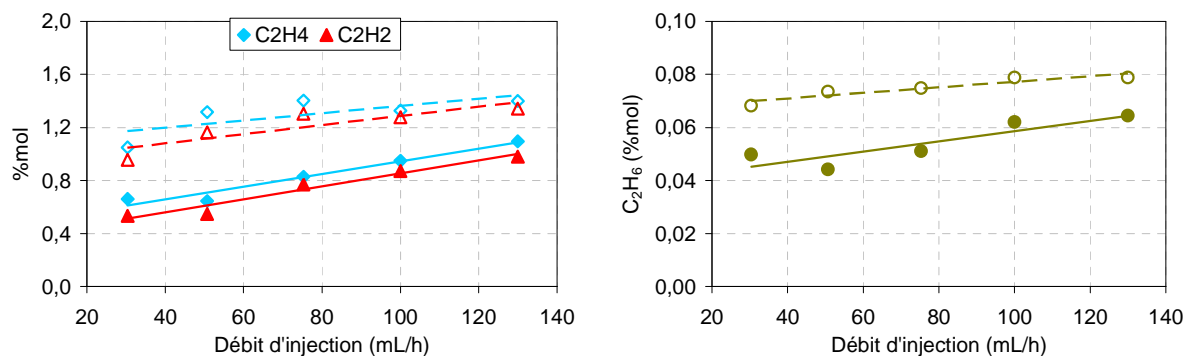 2,0
1,6
1,2
0,8
0,4
0,0
%mol
C2H4 C2H2
20 40 60 80 100 120 140
Débit d'injection (mL/h)
0,10
0,08
0,06
0,04
0,02
0,00
C₂H₆ (%mol)
20 40 60 80 100 120 140
Débit d'injection (mL/h)